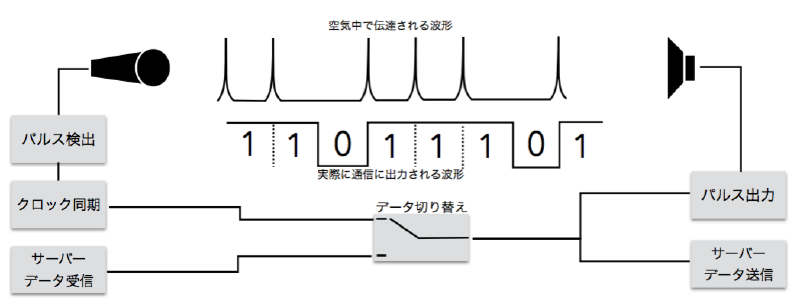 空気中で伝達される波形
1 1 0 1 1 1 0 1
実際に通信に出力される波形
パルス検出
クロック同期
サーバー
データ受信
データ切り替え
パルス出力
サーバー
データ送信